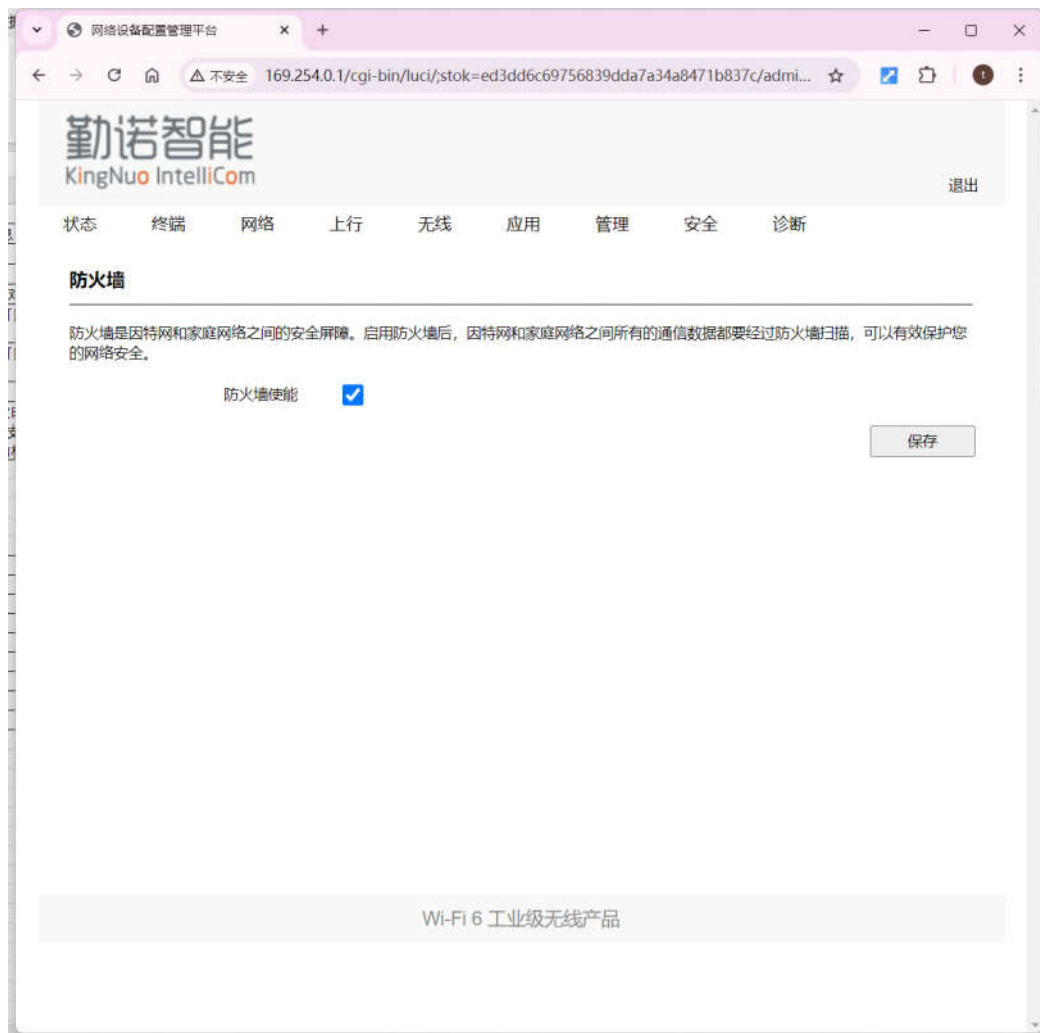 网络设备配置管理平台
不安全 169.254.0.1/cgi-bin/luci/;stok=ed3dd6c69756839dda7a34a8471b837c/admi...
勤诺智能
KingNuo IntelliCom
退出
状态 终端 网络 上行 无线 应用 管理 安全 诊断
防火墙
防火墙是因特网和家庭网络之间的安全屏障。启用防火墙后，因特网和家庭网络之间所有的通信数据都要经过防火墙扫描，可以有效保护您
的网络安全。
防火墙使能
保存
Wi-Fi 6 工业级无线产品